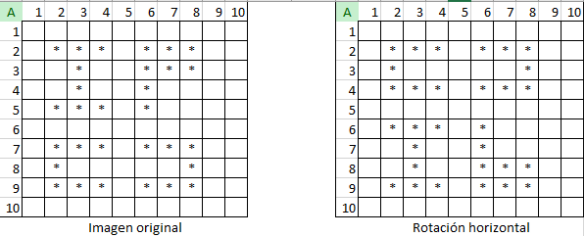 A 1 2 3 4 5 6 7 8 9 10
1
2 * * * * * *
3 * * * *
4 * *
5 * * * *
6
7 * * * * * *
8 * *
9 * * * * * *
10
Imagen original
A 1 2 3 4 5 6 7 8 9 10
1
2 * * * * * *
3 * *
4 * * * * * *
5
6 * * * *
7 * *
8 * * * *
9 * * * * * *
10
Rotación horizontal